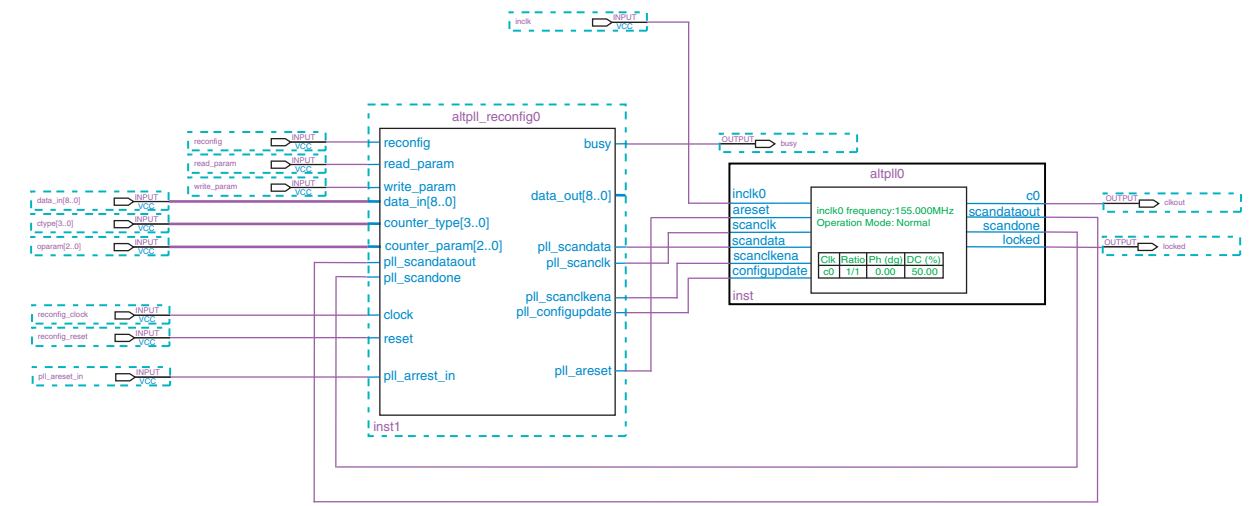 inclk
INPUT
VCC
altpll_reconfig0
reconfig
INPUT
VCC
read_param
INPUT
VCC
write_param
INPUT
VCC
data_in[8..0]
INPUT
VCC
ctype[3..0]
INPUT
VCC
oparam[2..0]
INPUT
VCC
reconfig_clock
INPUT
VCC
reconfig_reset
INPUT
VCC
pll_areset_in
INPUT
VCC
reconfig
read_param
write_param
data_in[8..0]
counter_type[3..0]
counter_param[2..0]
pll_scandataout
pll_scandone
clock
reset
pll_arrest_in
busy
data_out[8..0]
pll_scandata
pll_scanclk
pll_scanclkena
pll_configupdate
pll_areset
inst1
OUTPUT
busy
altpll0
inclk0
areset
scanclk
scandata
scanclkena
configupdate
inclk0 frequency:155.000MHz
Operation Mode: Normal
Clk Ratio Ph (dg) DC (%)
c0 1/1 0.00 50.00
c0
scandataout
scandone
locked
inst
OUTPUT
clkout
OUTPUT
locked